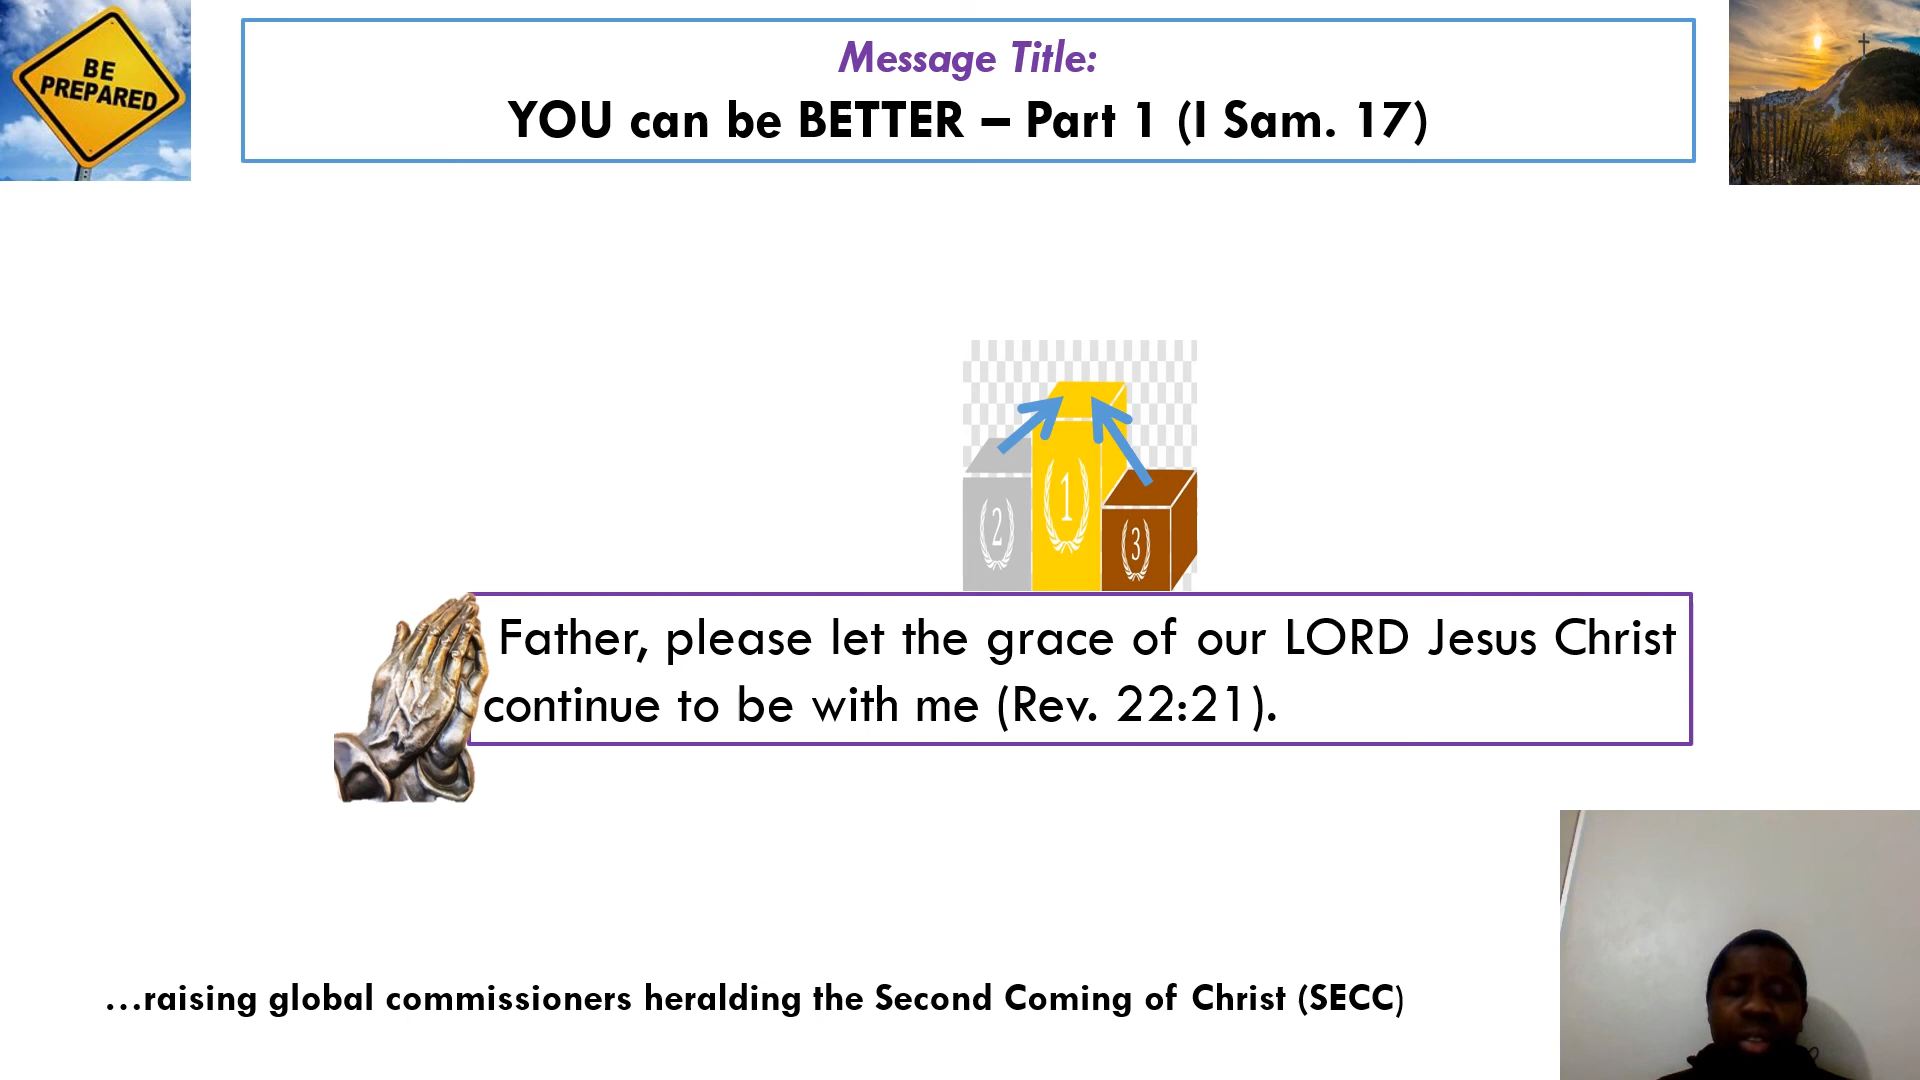 BE
PREPARED
Message Title:
YOU can be BETTER – Part 1 (I Sam. 17)
2
1
3
Father, please let the grace of our LORD Jesus Christ
continue to be with me (Rev. 22:21).
...raising global commissioners heralding the Second Coming of Christ (SECC)